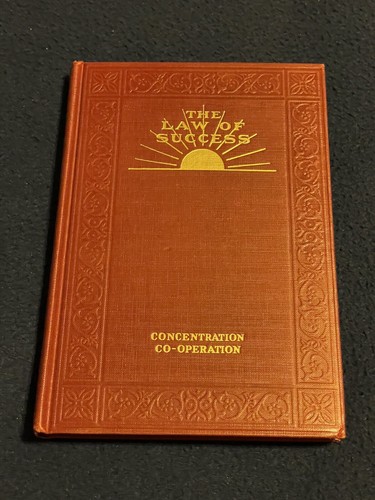 THE
LAW OF
SUCCESS
CONCENTRATION
CO-OPERATION